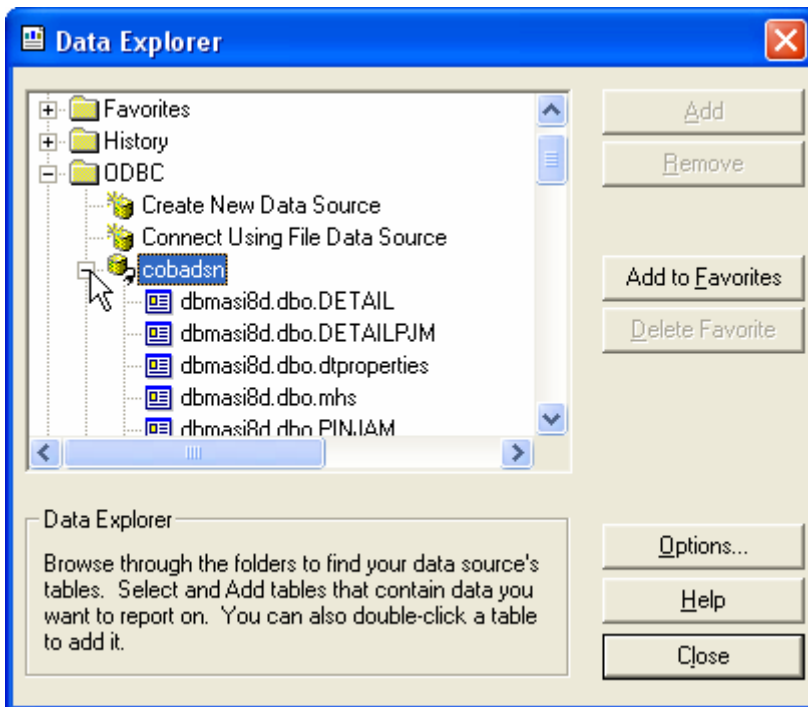 Data Explorer
Favorites
History
ODBC
Create New Data Source
Connect Using File Data Source
cobadsn
dbmasi8d.dbo.DETAIL
dbmasi8d.dbo.DETAILPJM
dbmasi8d.dbo.dtproperties
dbmasi8d.dbo.mhs
dbmasi8d.dbo.PINJAM
Add
Remove
Add to Favorites
Delete Favorite
Data Explorer
Browse through the folders to find your data source's
tables. Select and Add tables that contain data you
want to report on. You can also double-click a table
to add it.
Options...
Help
Close